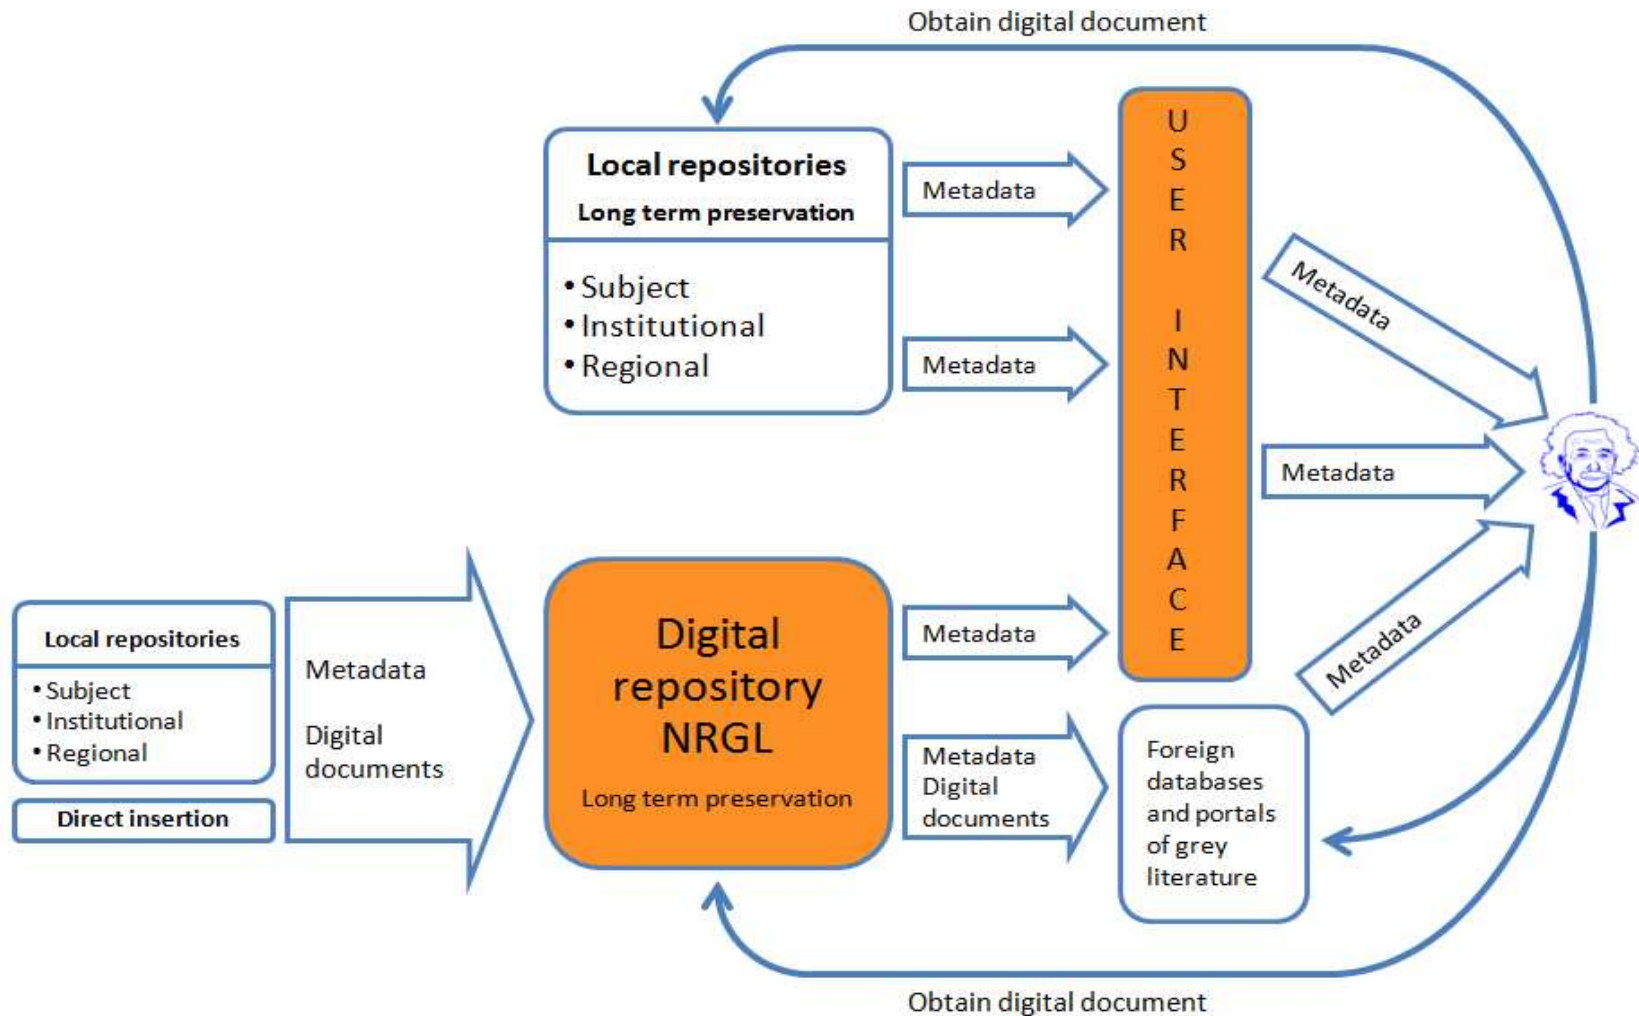 Obtain digital document
Local repositories
Long term preservation
• Subject
• Institutional
• Regional
Metadata
Metadata
USER INTERFACE
Metadata
Metadata
Metadata
Local repositories
• Subject
• Institutional
• Regional
Direct insertion
Metadata
Digital
documents
Digital
repository
NRGL
Long term preservation
Metadata
Metadata
Digital
documents
Foreign
databases
and portals
of grey
literature
Obtain digital document